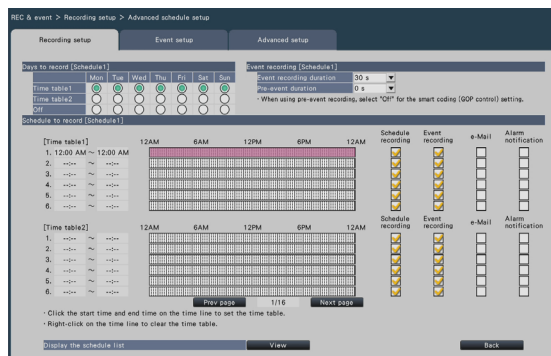 REC & event > Recording setup > Advanced schedule setup
Recording setup Event setup Advanced setup
Days to record [Schedule1] Event recording [Schedule1]
Mon Tue Wed Thu Fri Sat Sun Event recording duration 30 s
Time table1 Pre-event duration 0 s
Time table2 · When using pre-event recording, select "Off" for the smart coding (GOP control) setting.
Off
Schedule to record [Schedule1]
[Time table1] 12AM 6AM 12PM 6PM 12AM Schedule recording Event recording e-Mail Alarm notification
1. 12:00 AM ~ 12:00 AM
2. --:-- ~ --:--
3. --:-- ~ --:--
4. --:-- ~ --:--
5. --:-- ~ --:--
6. --:-- ~ --:--
[Time table2] 12AM 6AM 12PM 6PM 12AM Schedule recording Event recording e-Mail Alarm notification
1. --:-- ~ --:--
2. --:-- ~ --:--
3. --:-- ~ --:--
4. --:-- ~ --:--
5. --:-- ~ --:--
6. --:-- ~ --:--
Prev page 1/16 Next page
· Click the start time and end time on the time line to set the time table.
· Right-click on the time line to clear the time table.
Display the schedule list View Back